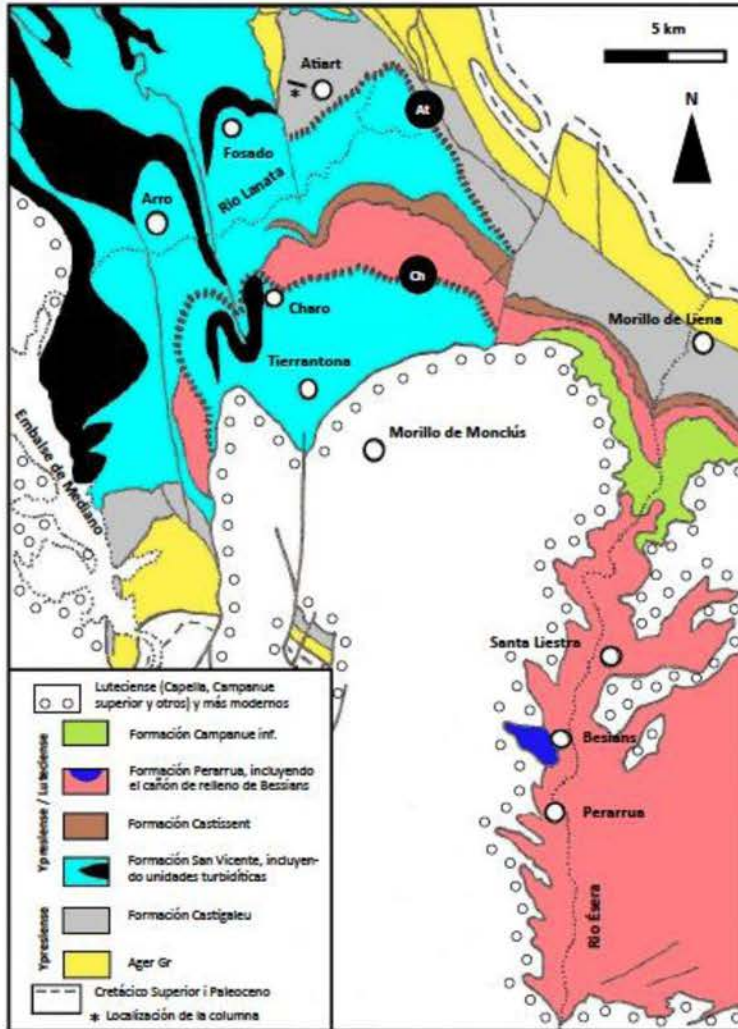 5 km
N
Atiart
*
At
Fosado
Río Lanata
Arro
Ch
Charo
Morillo de Liena
Tierrantona
Morillo de Monclús
Embalse de Mediano
Santa Liestra
Besians
Perarrua
Río Ésera
Ypresiense / Luteciense
Ypresiense
Luteciense (Capella, Campanue
superior y otros) y más modernos
Formación Campanue inf.
Formación Perarrua, incluyendo
el cañón de relleno de Bessians
Formación Castissent
Formación San Vicente, incluyen-
do unidades turbidíticas
Formación Castigaleu
Ager Gr
Cretácico Superior i Paleoceno
* Localización de la columna